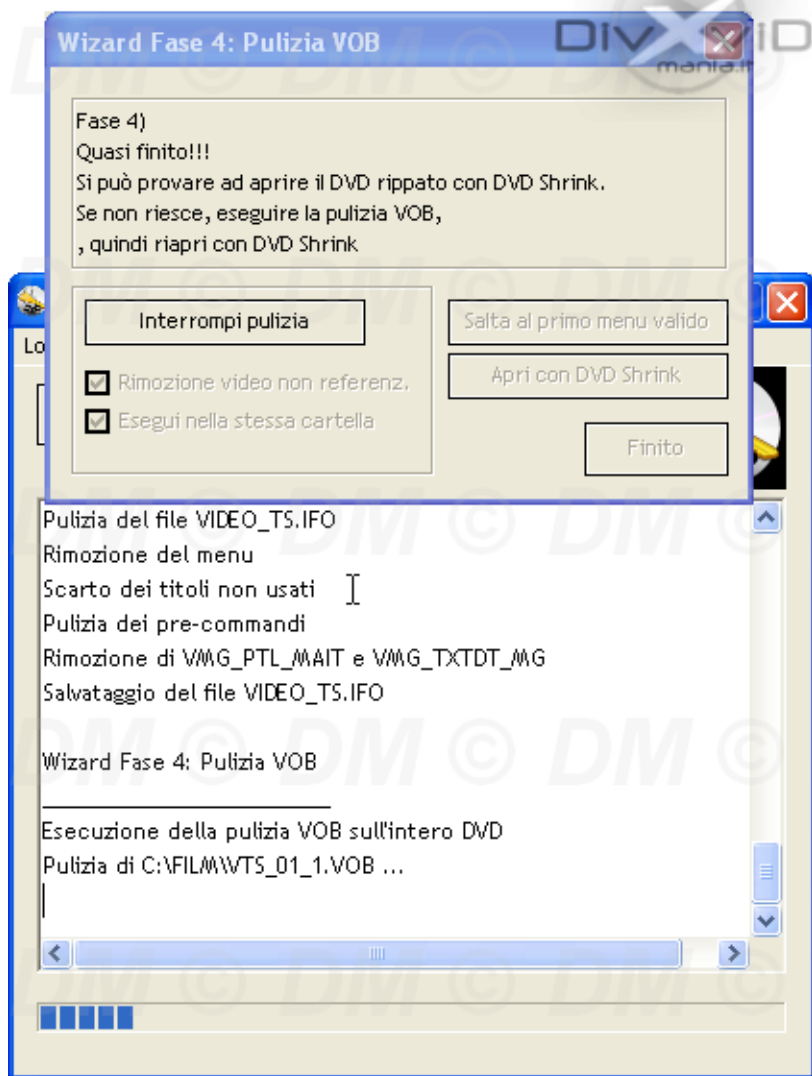 Wizard Fase 4: Pulizia VOB
DivXviD
mania.it
Fase 4)
Quasi finito!!!
Si può provare ad aprire il DVD rippato con DVD Shrink.
Se non riesce, eseguire la pulizia VOB,
, quindi riapri con DVD Shrink
Interrompi pulizia
Salta al primo menu valido
Lo
Rimozione video non referenz.
Apri con DVD Shrink
Esegui nella stessa cartella
Finito
Pulizia del file VIDEO_TS.IFO
Rimozione del menu
Scarto dei titoli non usati
Pulizia dei pre-commandi
Rimozione di VMG_PTL_MAIT e VMG_TXTDT_MG
Salvataggio del file VIDEO_TS.IFO
Wizard Fase 4: Pulizia VOB
Esecuzione della pulizia VOB sull'intero DVD
Pulizia di C:\FILM\VTS_01_1.VOB ...
DM © DM © DM ©